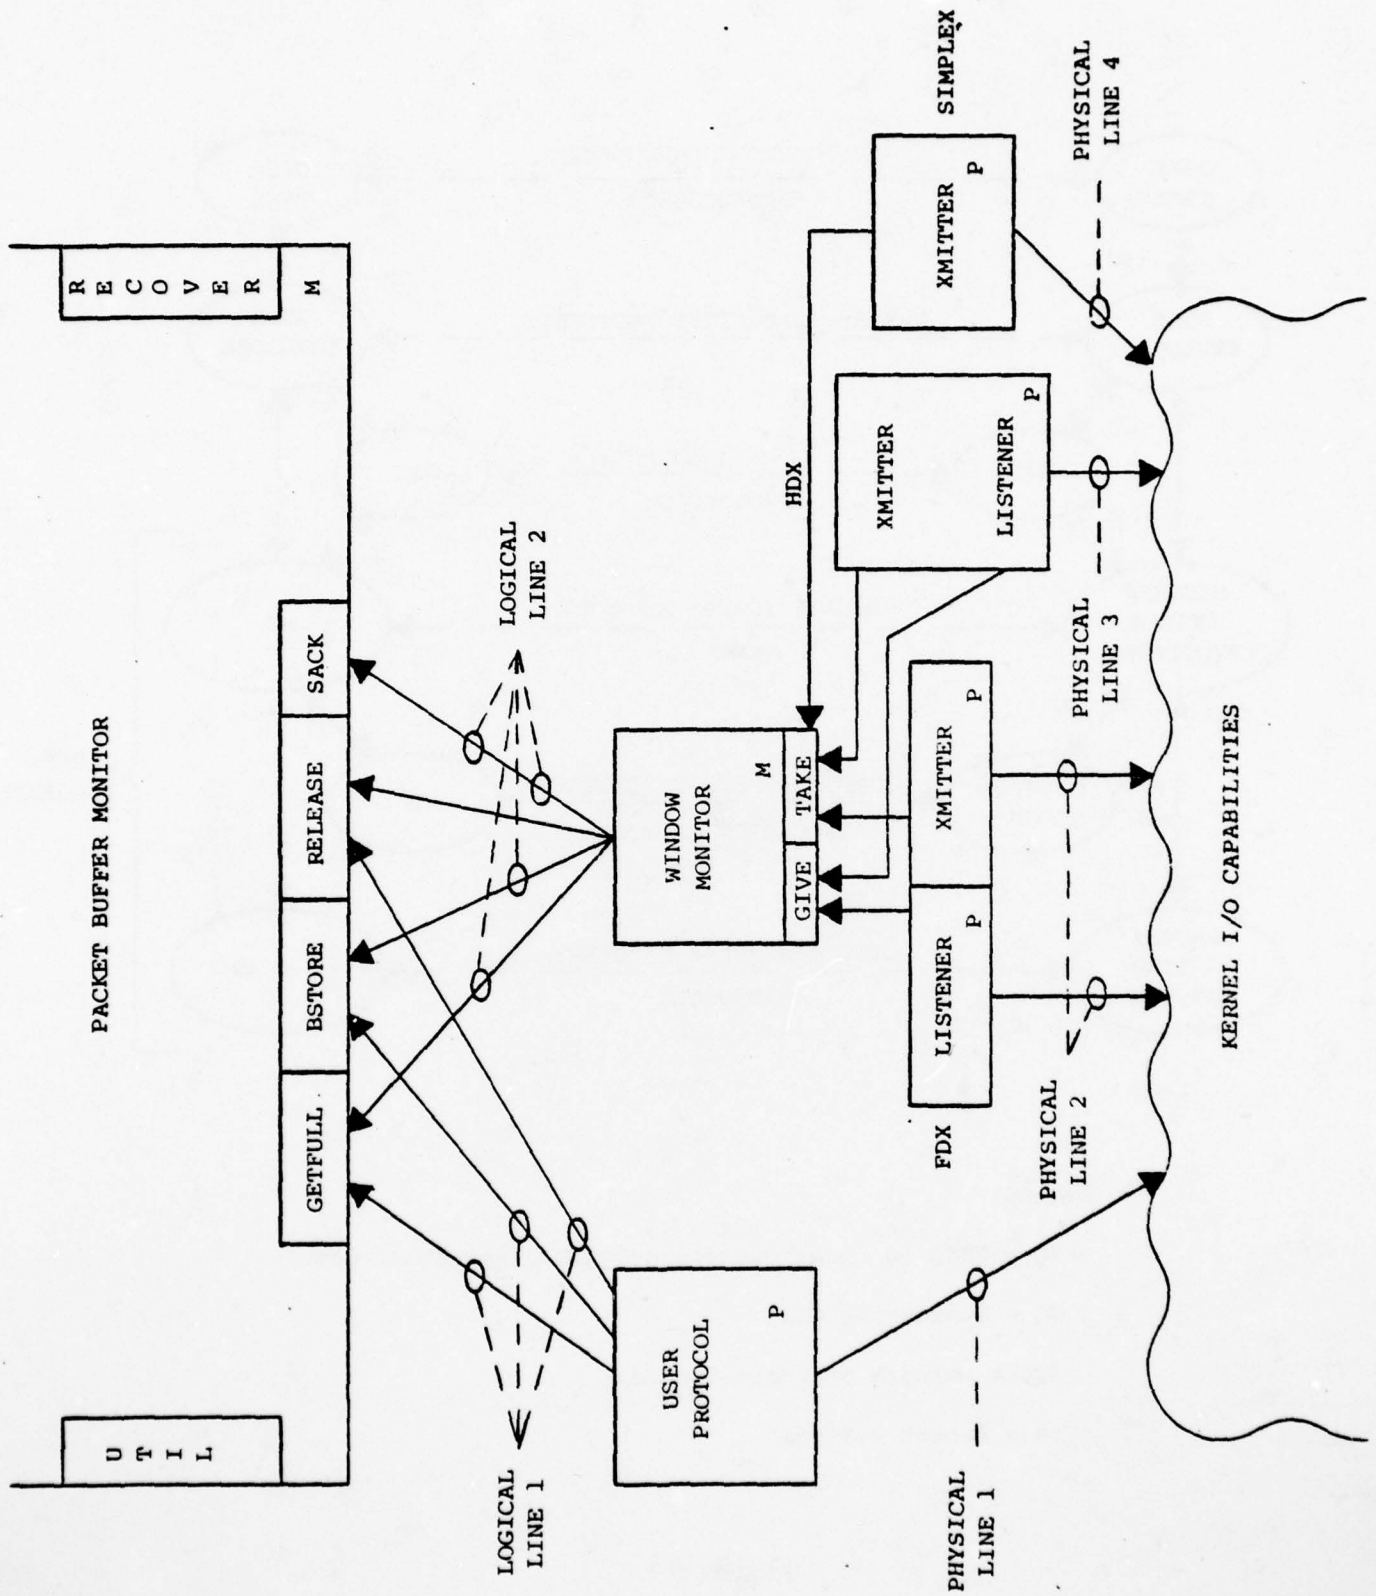 PACKET BUFFER MONITOR
UTIL
RECOVER
M
GETFULL
BSTORE
RELEASE
SACK
LOGICAL
LINE 1
LOGICAL
LINE 2
USER
PROTOCOL
P
WINDOW
MONITOR
M
GIVE
TAKE
HDX
FDX
LISTENER
P
XMITTER
P
XMITTER
LISTENER
P
XMITTER
P
SIMPLEX
PHYSICAL
LINE 1
PHYSICAL
LINE 2
PHYSICAL
LINE 3
PHYSICAL
LINE 4
KERNEL I/O CAPABILITIES